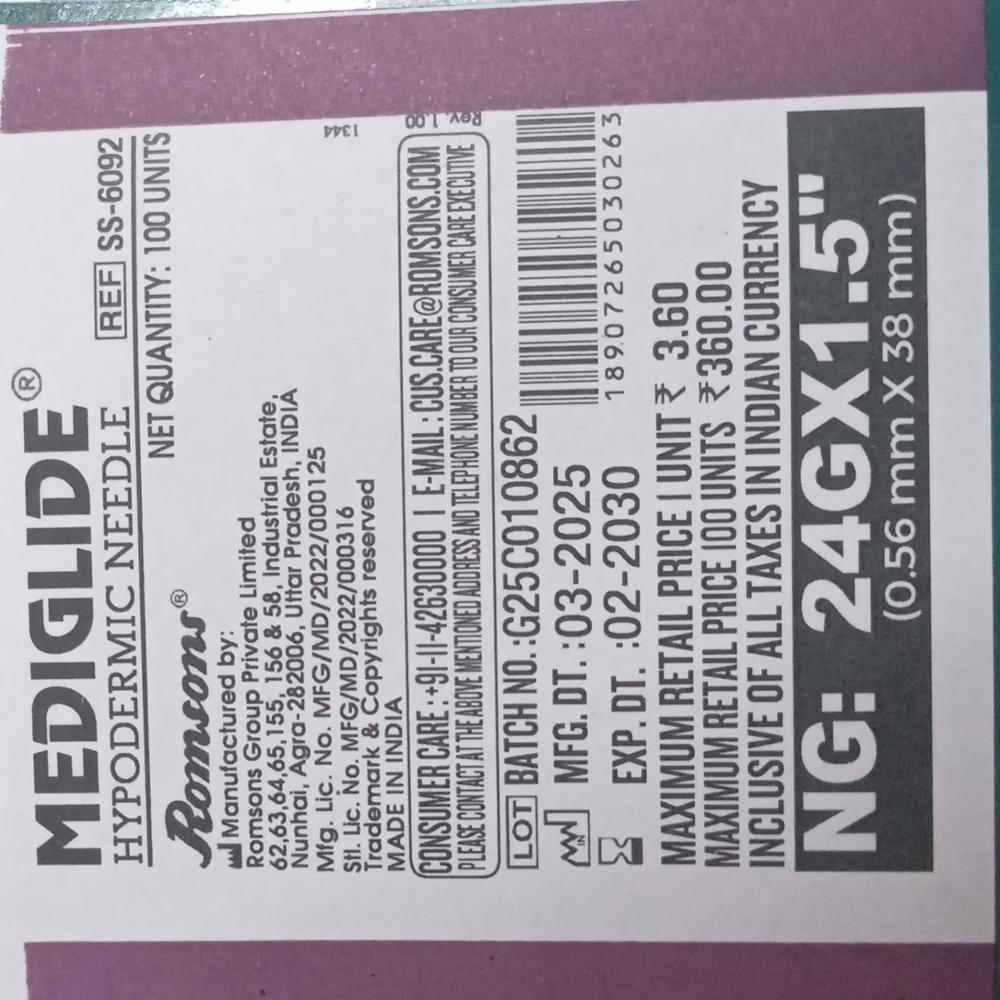 MEDIGLIDE®
HYPODERMIC NEEDLE
REF SS-6092
NET QUANTITY: 100 UNITS
Romsons®
Manufactured by:
Romsons Group Private Limited
62,63,64,65,155, 156 & 58, Industrial Estate,
Nunhai, Agra-282006, Uttar Pradesh, INDIA
Mfg. Lic. No. MFG/MD/2022/000125
Stl. Lic. No. MFG/MD/2022/000316
Trademark & Copyrights reserved
MADE IN INDIA
1344
Rev. 1.00
CONSUMER CARE : +91-11-42630000 | E-MAIL : CUS.CARE@ROMSONS.COM
PLEASE CONTACT AT THE ABOVE MENTIONED ADDRESS AND TELEPHONE NUMBER TO OUR CONSUMER CARE EXECUTIVE
LOT BATCH NO. :G25C010862
IN MFG. DT. :03-2025
EXP. DT. :02-2030
18907265030263
MAXIMUM RETAIL PRICE 1 UNIT ₹ 3.60
MAXIMUM RETAIL PRICE 100 UNITS ₹360.00
INCLUSIVE OF ALL TAXES IN INDIAN CURRENCY
NG: 24GX1.5"
(0.56 mm X 38 mm)